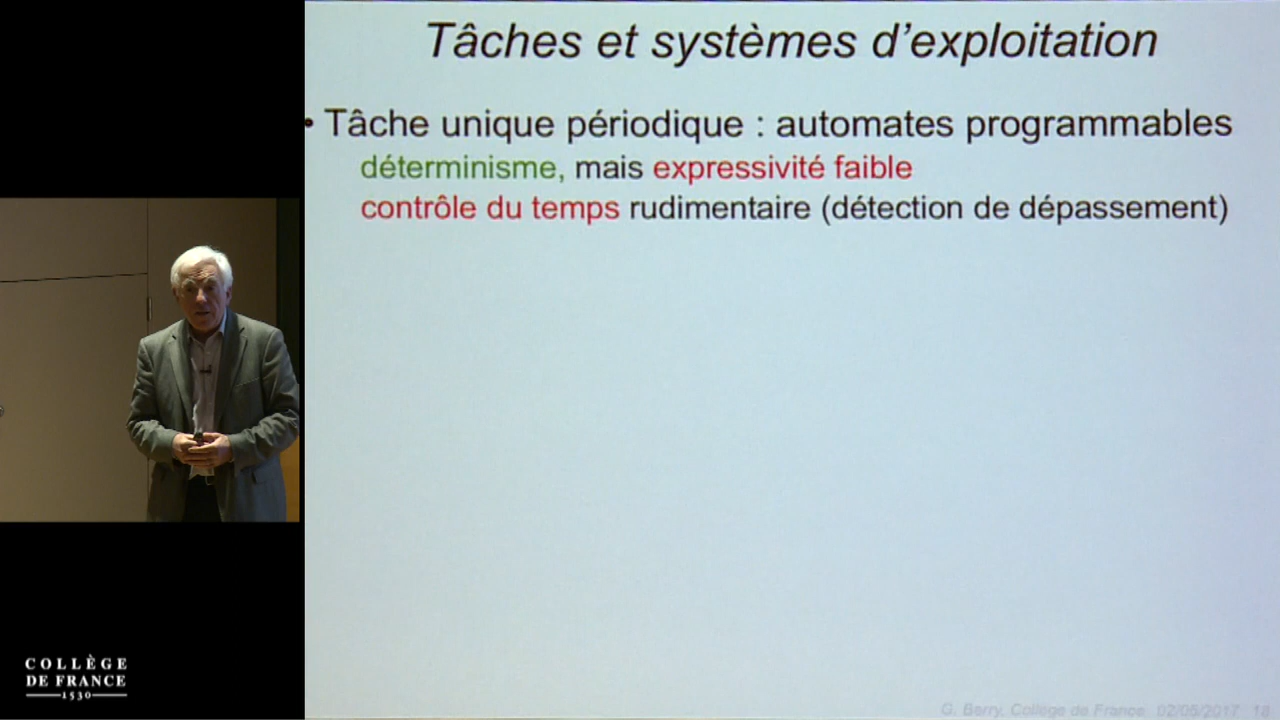 Tâches et systèmes d'exploitation
• Tâche unique périodique : automates programmables
déterminisme, mais expressivité faible
contrôle du temps rudimentaire (détection de dépassement)
COLLÈGE
DE FRANCE
1530
G. Berry, Collège de France 02/05/2017 18